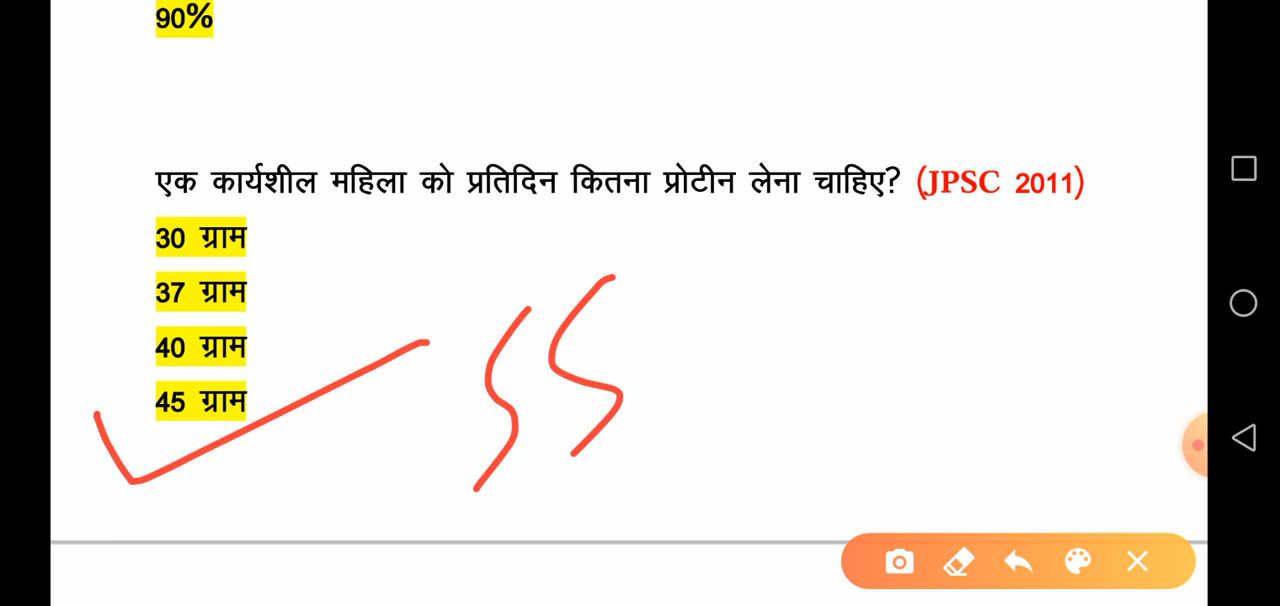 90%
एक कार्यशील महिला को प्रतिदिन कितना प्रोटीन लेना चाहिए? (JPSC 2011)
30 ग्राम
37 ग्राम
40 ग्राम
45 ग्राम
55